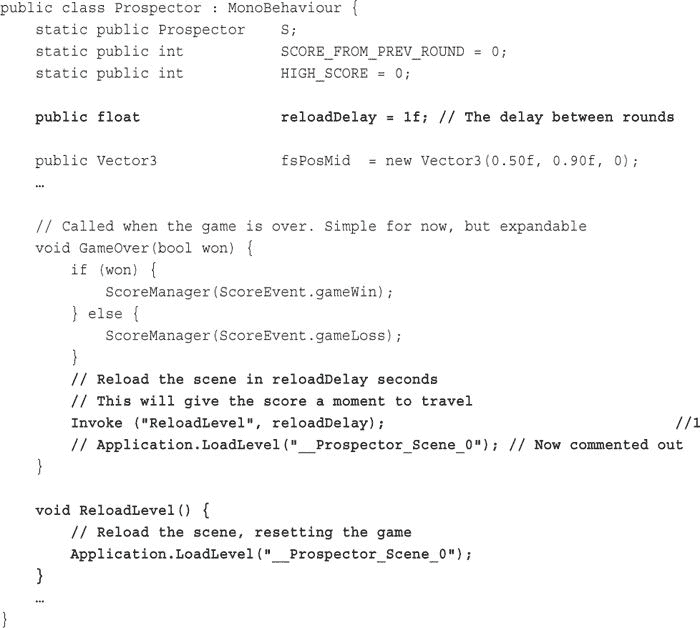 public class Prospector : MonoBehaviour {
    static public Prospector    S;
    static public int           SCORE_FROM_PREV_ROUND = 0;
    static public int           HIGH_SCORE = 0;
    public float                reloadDelay = 1f; // The delay between rounds
    public Vector3              fsPosMid  = new Vector3(0.50f, 0.90f, 0);
    …
    // Called when the game is over. Simple for now, but expandable
    void GameOver(bool won) {
        if (won) {
            ScoreManager(ScoreEvent.gameWin);
        } else {
            ScoreManager(ScoreEvent.gameLoss);
        }
        // Reload the scene in reloadDelay seconds
        // This will give the score a moment to travel
        Invoke ("ReloadLevel", reloadDelay);                                 //1
        // Application.LoadLevel("__Prospector_Scene_0"); // Now commented out
    }
    void ReloadLevel() {
        // Reload the scene, resetting the game
        Application.LoadLevel("__Prospector_Scene_0");
    }
    …
}